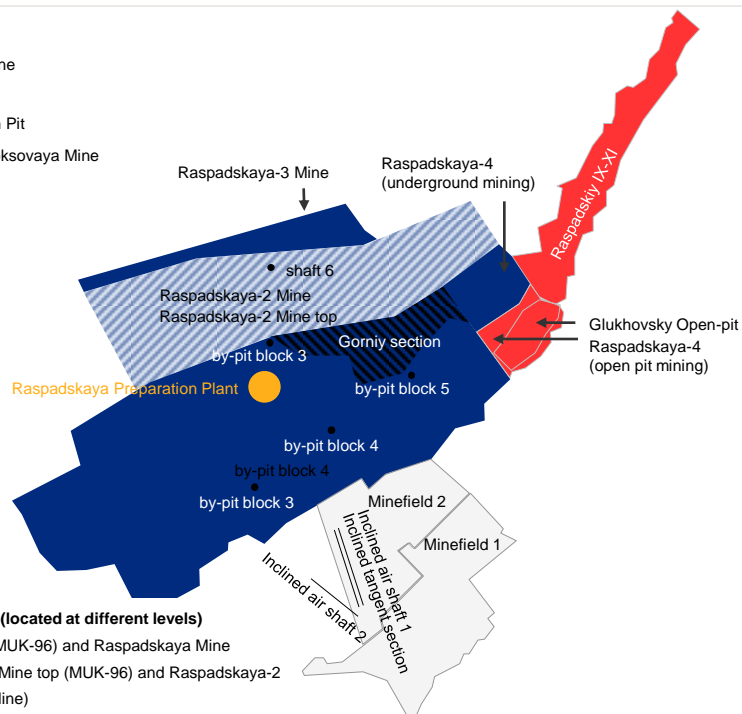 ne
Pit
oksovaya Mine
Raspadskaya-3 Mine
Raspadskaya-4
(underground mining)
Raspadskiy IX-XI
shaft 6
Raspadskaya-2 Mine
Raspadskaya-2 Mine top
Glukhovsky Open-pit
Raspadskaya-4
(open pit mining)
Gorniy section
by-pit block 3
Raspadskaya Preparation Plant
by-pit block 5
by-pit block 4
by-pit block 4
by-pit block 3
Minefield 2
Minefield 1
Inclined air shaft 1
Inclined tangent section
Inclined air shaft 2
(located at different levels)
MUK-96) and Raspadskaya Mine
Mine top (MUK-96) and Raspadskaya-2
line)